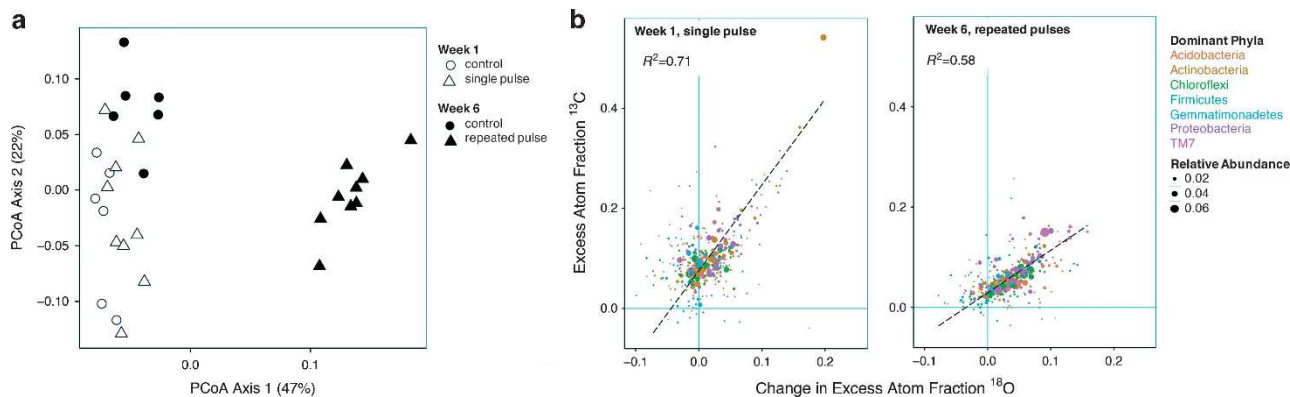 a
PCoA Axis 2 (22%)
0.10
0.05
0.00
−0.05
−0.10
0.0
0.1
PCoA Axis 1 (47%)
Week 1
control
single pulse
Week 6
control
repeated pulse
b
Excess Atom Fraction ¹³C
Week 1, single pulse
R²=0.71
0.4
0.2
0.0
−0.1
0.0
0.1
0.2
Week 6, repeated pulses
R²=0.58
0.4
0.2
0.0
−0.1
0.0
0.1
0.2
Change in Excess Atom Fraction ¹⁸O
Dominant Phyla
Acidobacteria
Actinobacteria
Chloroflexi
Firmicutes
Gemmatimonadetes
Proteobacteria
TM7
Relative Abundance
0.02
0.04
0.06